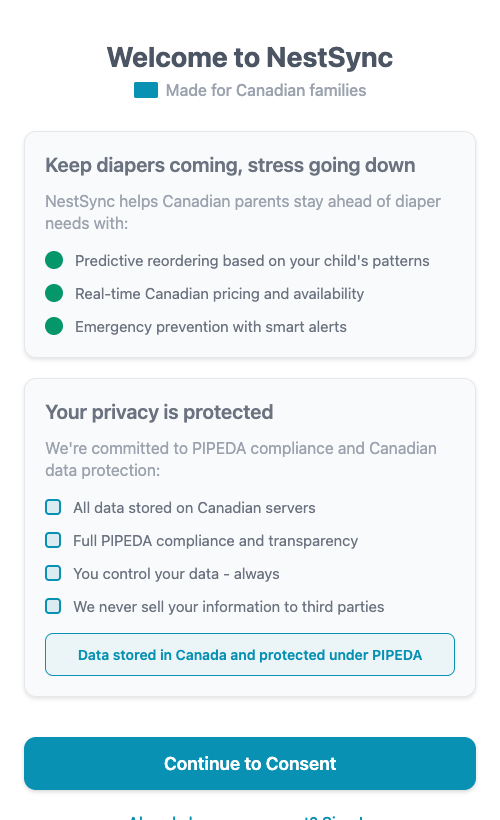 Welcome to NestSync
Made for Canadian families
Keep diapers coming, stress going down
NestSync helps Canadian parents stay ahead of diaper
needs with:
Predictive reordering based on your child's patterns
Real-time Canadian pricing and availability
Emergency prevention with smart alerts
Your privacy is protected
We're committed to PIPEDA compliance and Canadian
data protection:
All data stored on Canadian servers
Full PIPEDA compliance and transparency
You control your data - always
We never sell your information to third parties
Data stored in Canada and protected under PIPEDA
Continue to Consent